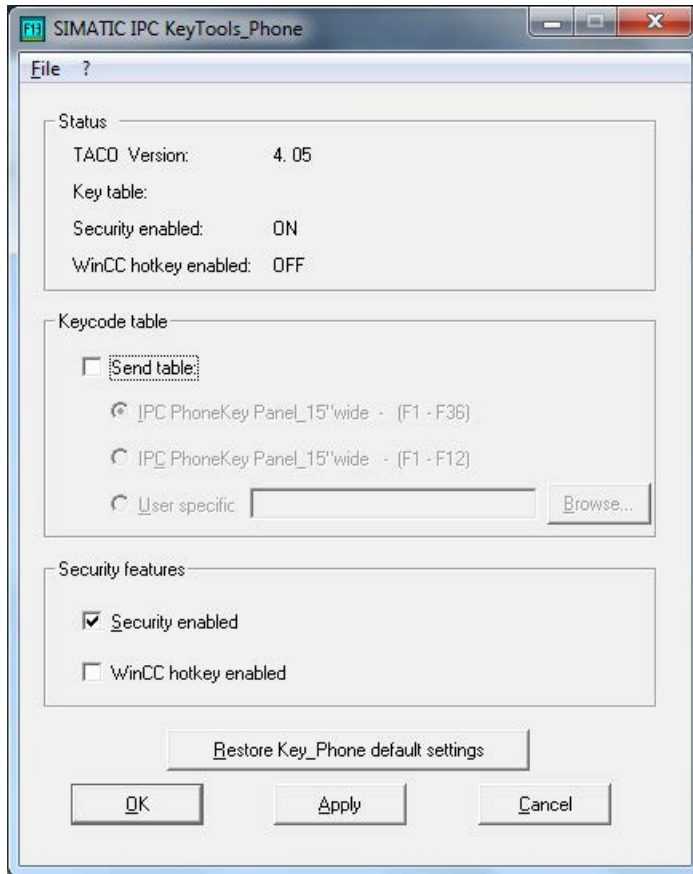 F13 SIMATIC IPC KeyTools_Phone
File ?
Status
TACO Version: 4. 05
Key table:
Security enabled: ON
WinCC hotkey enabled: OFF
Keycode table
Send table:
IPC PhoneKey Panel_15"wide - (F1 - F36)
IPC PhoneKey Panel_15"wide - (F1 - F12)
User specific Browse...
Security features
Security enabled
WinCC hotkey enabled
Restore Key_Phone default settings
OK Apply Cancel